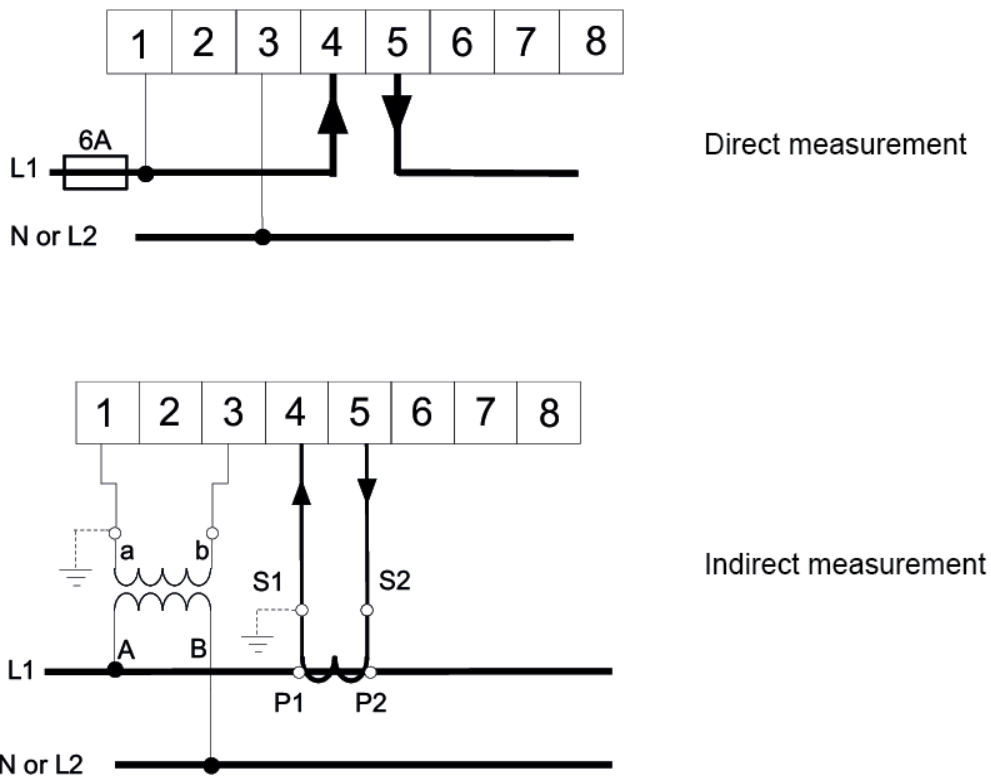 1 2 3 4 5 6 7 8
6A
L1
Direct measurement
N or L2
1 2 3 4 5 6 7 8
a b
S1 S2
Indirect measurement
A B
L1
P1 P2
N or L2